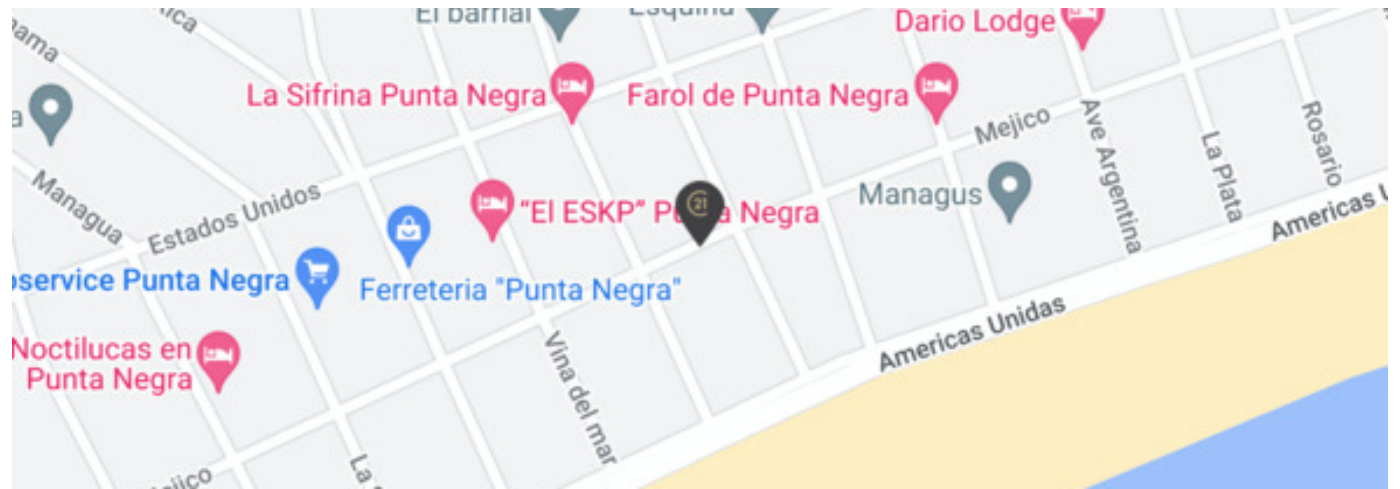 El barrial
Esquina
Dario Lodge
La Sifrina Punta Negra
Farol de Punta Negra
Mejico
Ave Argentina
La Plata
Rosario
Managua
Estados Unidos
"El ESKP" Punta Negra
21
Managus
Americas U
oservice Punta Negra
Ferreteria "Punta Negra"
Americas Unidas
Noctilucas en
Punta Negra
Vina del mar
La